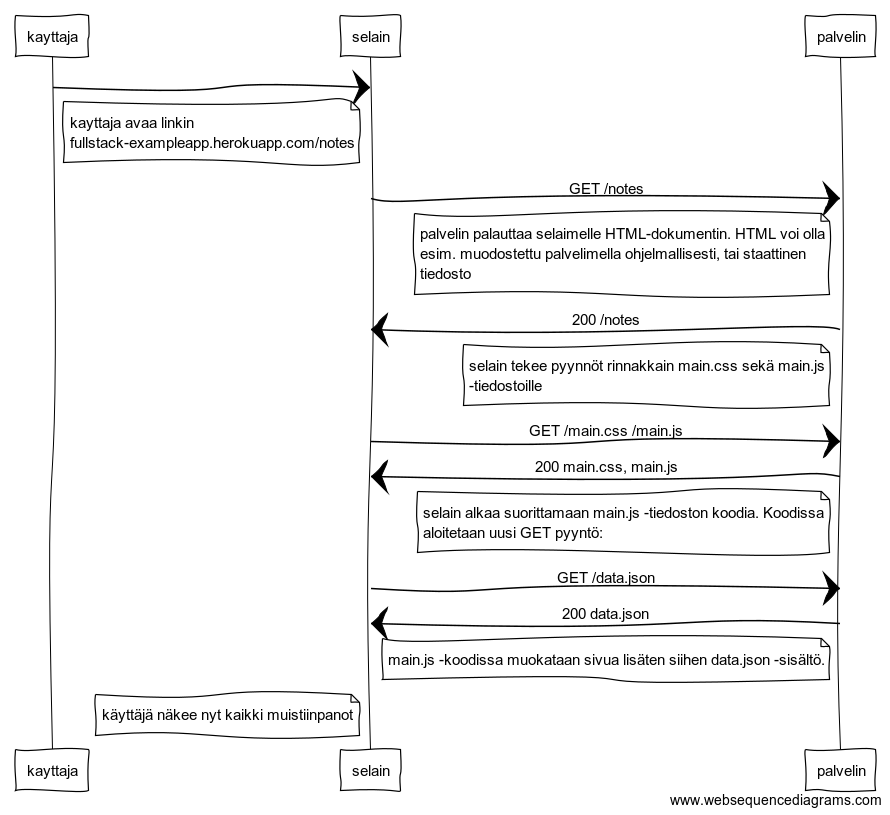 kayttaja
selain
palvelin
kayttaja avaa linkin
fullstack-exampleapp.herokuapp.com/notes
GET /notes
palvelin palauttaa selaimelle HTML-dokumentin. HTML voi olla
esim. muodostettu palvelimella ohjelmallisesti, tai staattinen
tiedosto
200 /notes
selain tekee pyynnöt rinnakkain main.css sekä main.js
-tiedostoille
GET /main.css /main.js
200 main.css, main.js
selain alkaa suorittamaan main.js -tiedoston koodia. Koodissa
aloitetaan uusi GET pyyntö:
GET /data.json
200 data.json
main.js -koodissa muokataan sivua lisäten siihen data.json -sisältö.
käyttäjä näkee nyt kaikki muistiinpanot
kayttaja
selain
palvelin
www.websequencediagrams.com